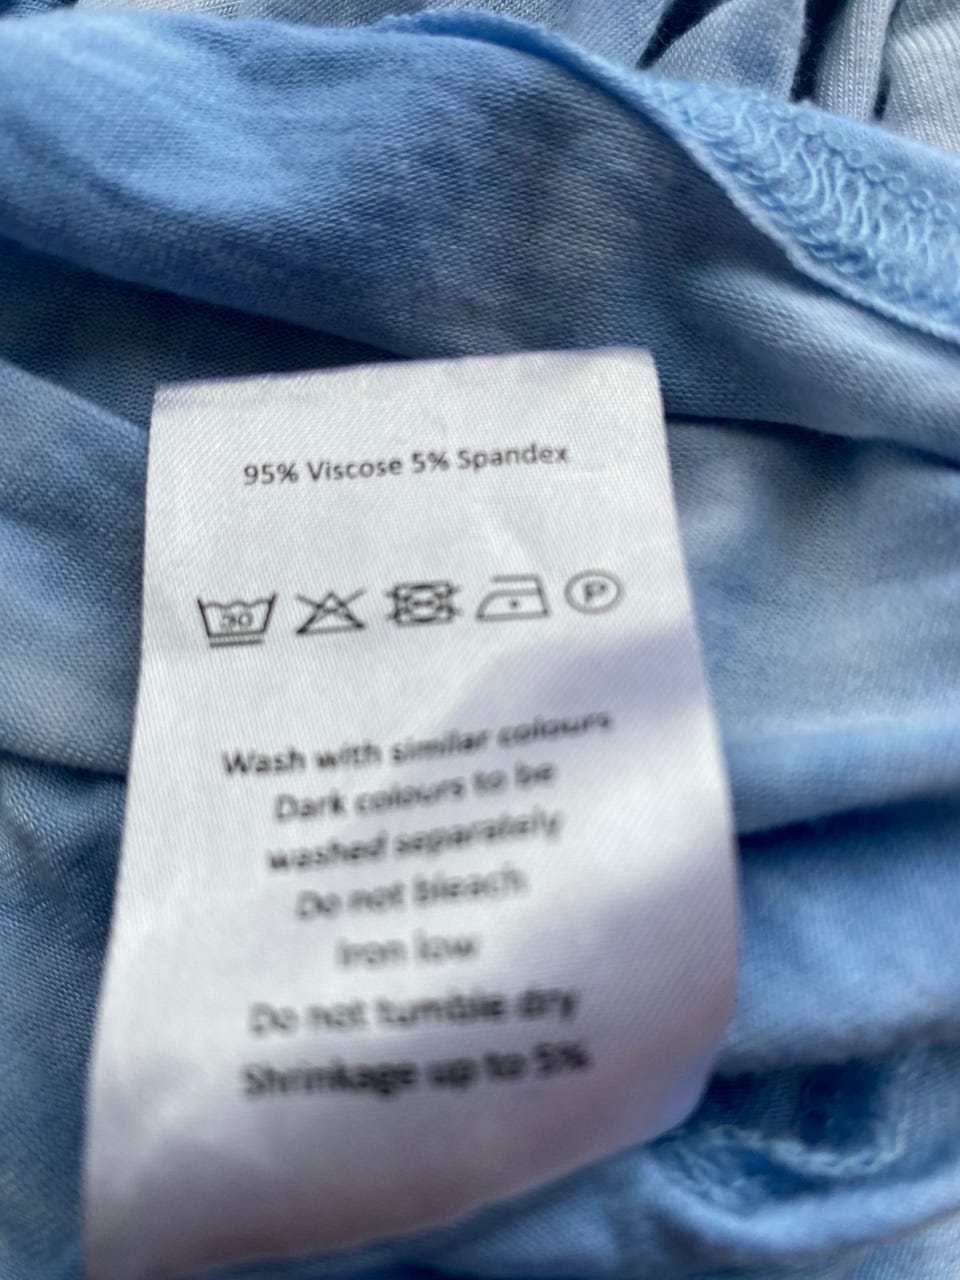 95% Viscose 5% Spandex
30 P
Wash with similar colours
Dark colours to be
washed separately
Do not bleach
Iron low
Do not tumble dry
Shrinkage up to 5%